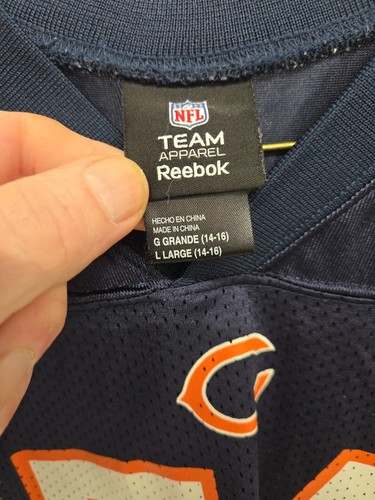 NFL
TEAM
APPAREL
Reebok
HECHO EN CHINA
MADE IN CHINA
G GRANDE (14-16)
L LARGE (14-16)
C